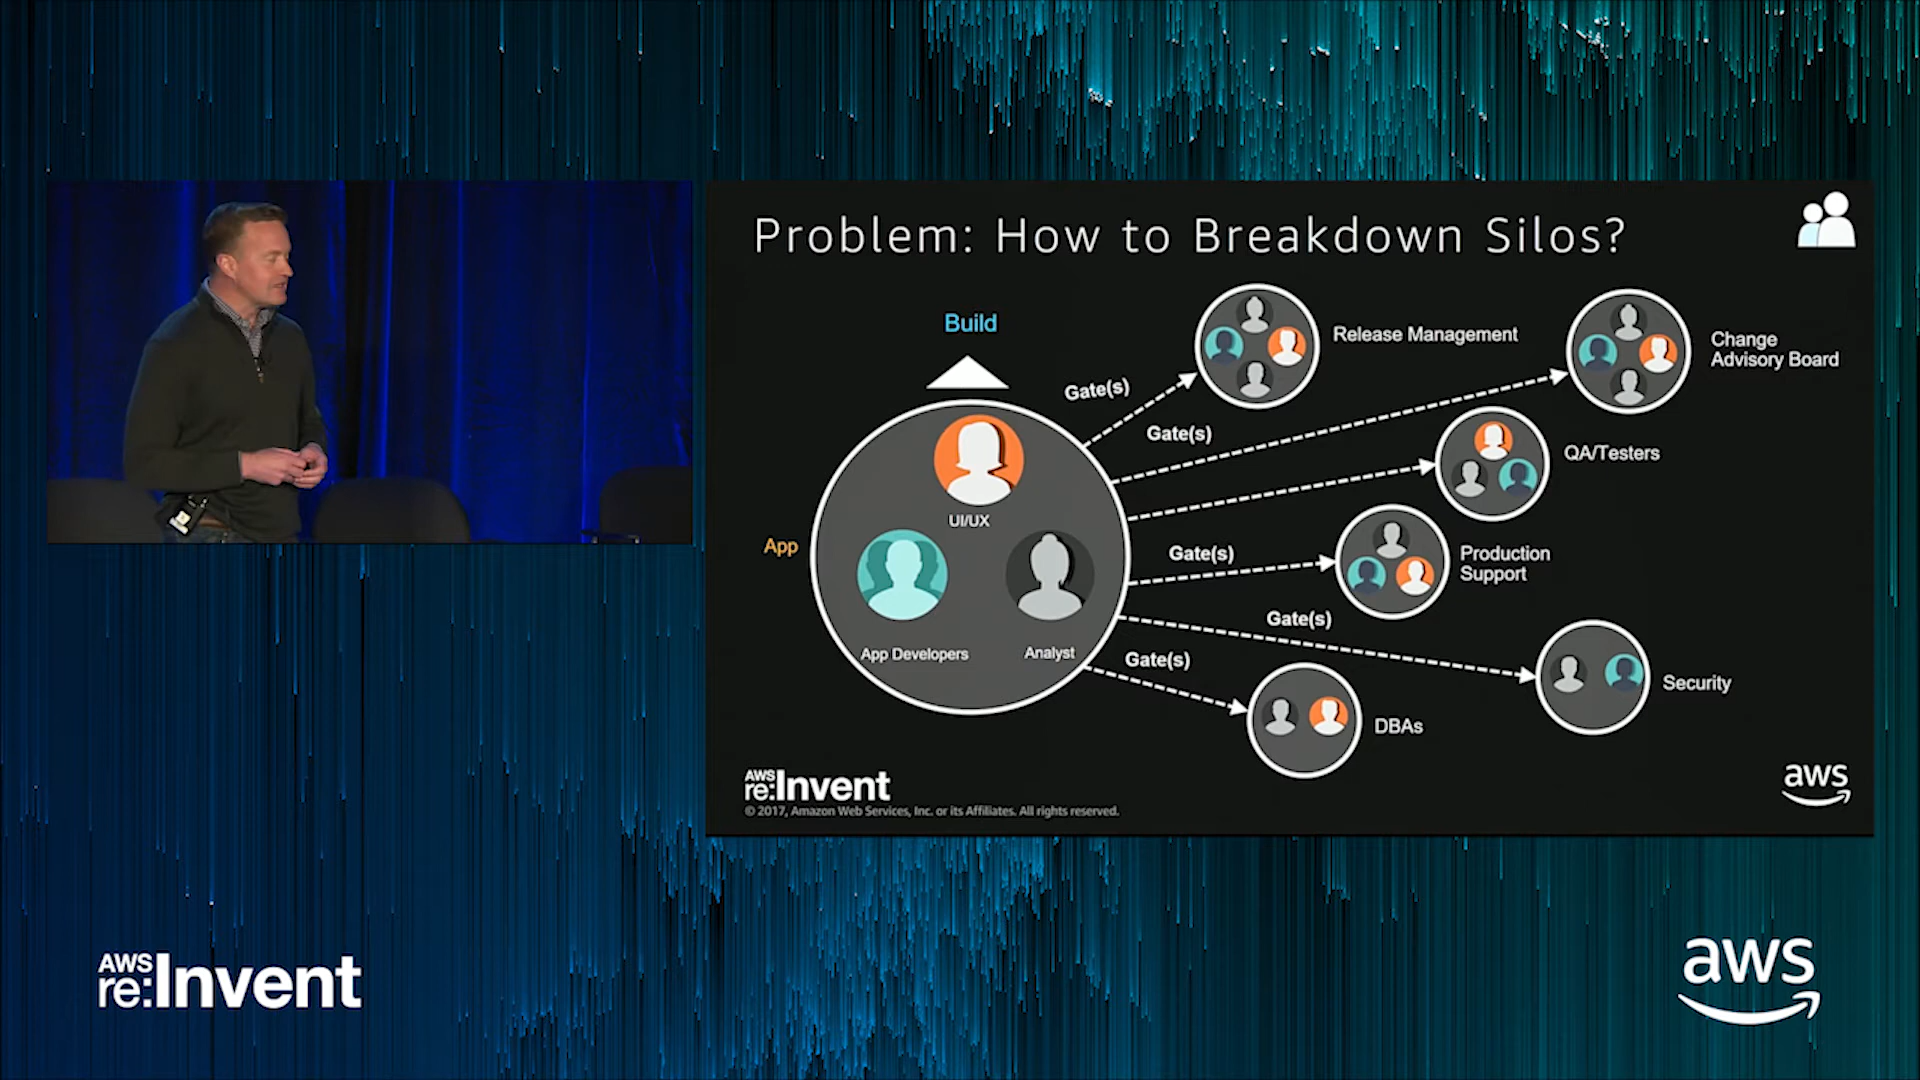 Problem: How to Breakdown Silos?
Build
Release Management
Change
Advisory Board
Gate(s)
Gate(s)
QA/Testers
UI/UX
App
Gate(s)
Production
Support
Gate(s)
App Developers
Analyst
Gate(s)
Security
DBAs
AWS
re:Invent
© 2017, Amazon Web Services, Inc. or its Affiliates. All rights reserved.
aws
AWS
re:Invent
aws